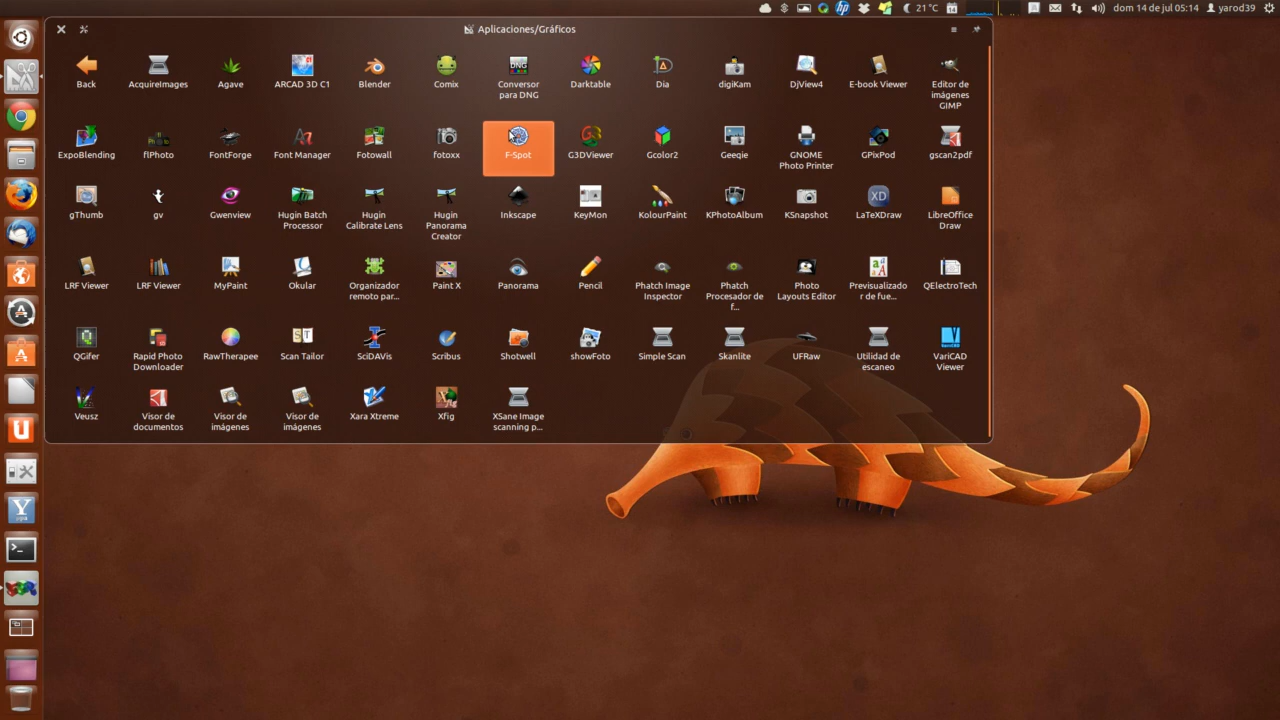 21 °C
14
dom 14 de jul 05:14
yarod39
Aplicaciones/Gráficos
Back
AcquireImages
Agave
ARCAD 3D C1
Blender
Comix
Conversor
para DNG
Darktable
Dia
digiKam
DjView4
E-book Viewer
Editor de
imágenes
GIMP
ExpoBlending
flPhoto
FontForge
Font Manager
Fotowall
fotoxx
F-Spot
G3DViewer
Gcolor2
Geeqie
GNOME
Photo Printer
GPixPod
gscan2pdf
gThumb
gv
Gwenview
Hugin Batch
Processor
Hugin
Calibrate Lens
Hugin
Panorama
Creator
Inkscape
KeyMon
KolourPaint
KPhotoAlbum
KSnapshot
LaTeXDraw
LibreOffice
Draw
LRF Viewer
LRF Viewer
MyPaint
Okular
Organizador
remoto par...
Paint X
Panorama
Pencil
Phatch Image
Inspector
Phatch
Procesador de
f...
Photo
Layouts Editor
Previsualizado
r de fue...
QElectroTech
QGifer
Rapid Photo
Downloader
RawTherapee
Scan Tailor
SciDAVis
Scribus
Shotwell
showFoto
Simple Scan
Skanlite
UFRaw
Utilidad de
escaneo
VariCAD
Viewer
Veusz
Visor de
documentos
Visor de
imágenes
Visor de
imágenes
Xara Xtreme
Xfig
XSane Image
scanning p...